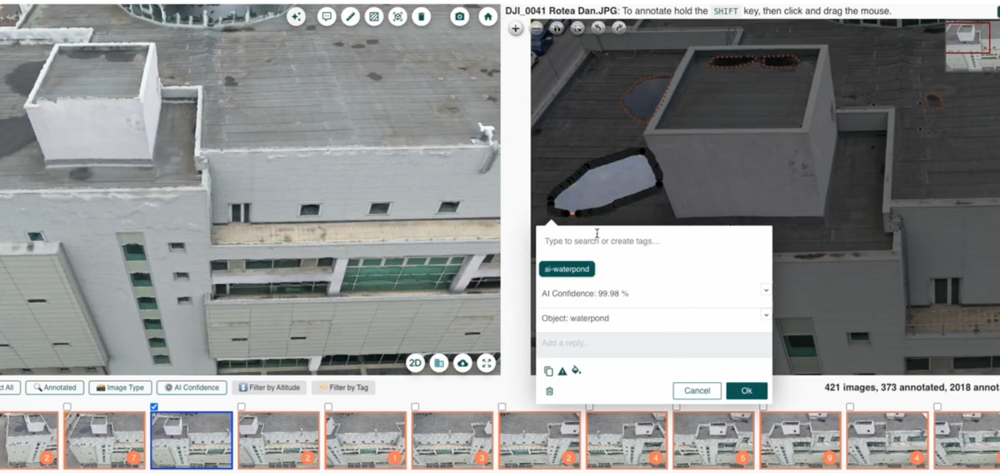 DJI_0041 Rotea Dan.JPG: To annotate hold the SHIFT key, then click and drag the mouse.
Type to search or create tags...
ai-waterpond
AI Confidence: 99.98 %
Object: waterpond
Add a reply...
Cancel
Ok
2D
ct All
Annotated
Image Type
AI Confidence
Filter by Altitude
Filter by Tag
421 images, 373 annotated, 2018 annot
2
7
2
1
3
2
4
5
9
4